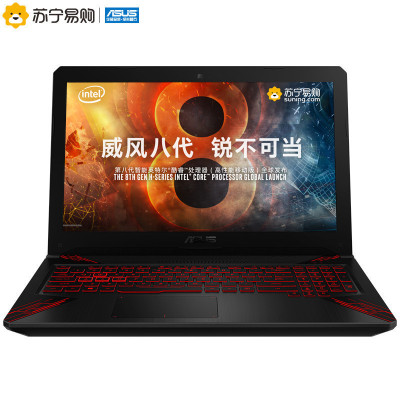 苏宁易购
ASUS
intel
苏宁易购
suning.com
8
威风八代 锐不可当
第八代智能英特尔®酷睿™处理器(高性能移动版)全球发布
THE 8TH GEN H-SERIES INTEL® CORE™ PROCESSOR GLOBAL LAUNCH
ASUS